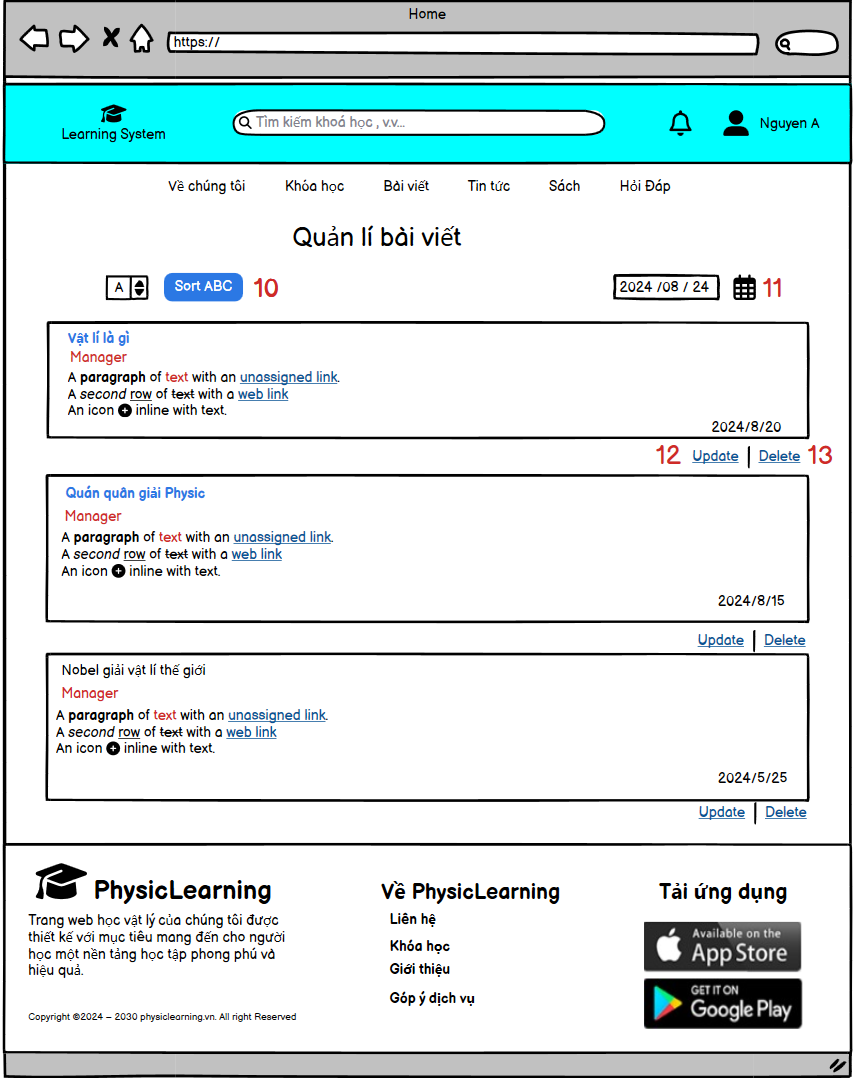 Home
https://
Learning System
Tìm kiếm khoá học , v.v...
Nguyen A
Về chúng tôi Khóa học Bài viết Tin tức Sách Hỏi Đáp
Quản lí bài viết
A Sort ABC 10 2024 /08 / 24 11
Vật lí là gì
Manager
A paragraph of text with an unassigned link.
A second row of text with a web link
An icon inline with text.
2024/8/20
12 Update Delete 13
Quán quân giải Physic
Manager
A paragraph of text with an unassigned link.
A second row of text with a web link
An icon inline with text.
2024/8/15
Update Delete
Nobel giải vật lí thế giới
Manager
A paragraph of text with an unassigned link.
A second row of text with a web link
An icon inline with text.
2024/5/25
Update Delete
PhysicLearning
Trang web học vật lý của chúng tôi được
thiết kế với mục tiêu mang đến cho người
học một nền tảng học tập phong phú và
hiệu quả.
Copyright ©2024 – 2030 physiclearning.vn. All right Reserved
Về PhysicLearning
Liên hệ
Khóa học
Giới thiệu
Góp ý dịch vụ
Tải ứng dụng
Available on the
App Store
GET IT ON
Google Play